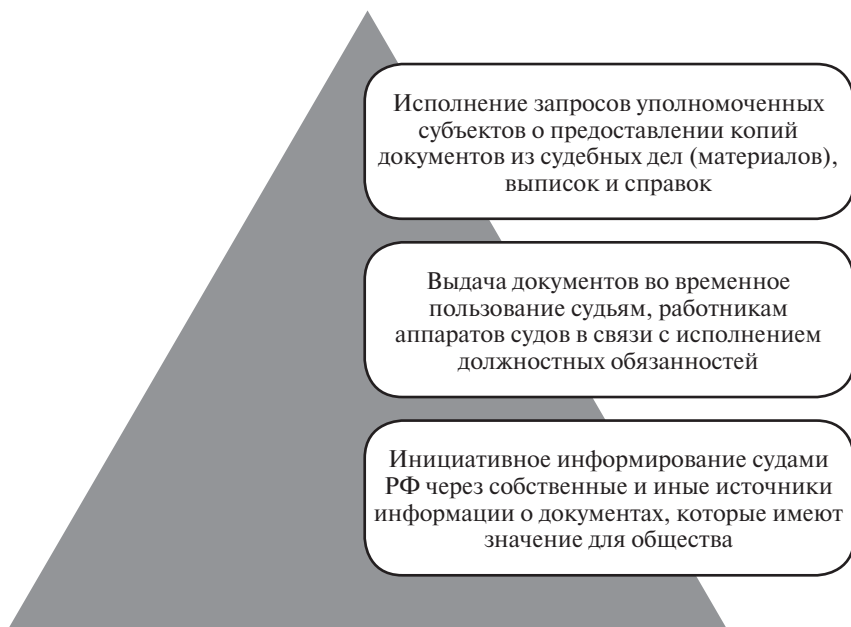 Исполнение запросов уполномоченных
субъектов о предоставлении копий
документов из судебных дел (материалов),
выписок и справок
Выдача документов во временное
пользование судьям, работникам
аппаратов судов в связи с исполнением
должностных обязанностей
Инициативное информирование судами
РФ через собственные и иные источники
информации о документах, которые имеют
значение для общества